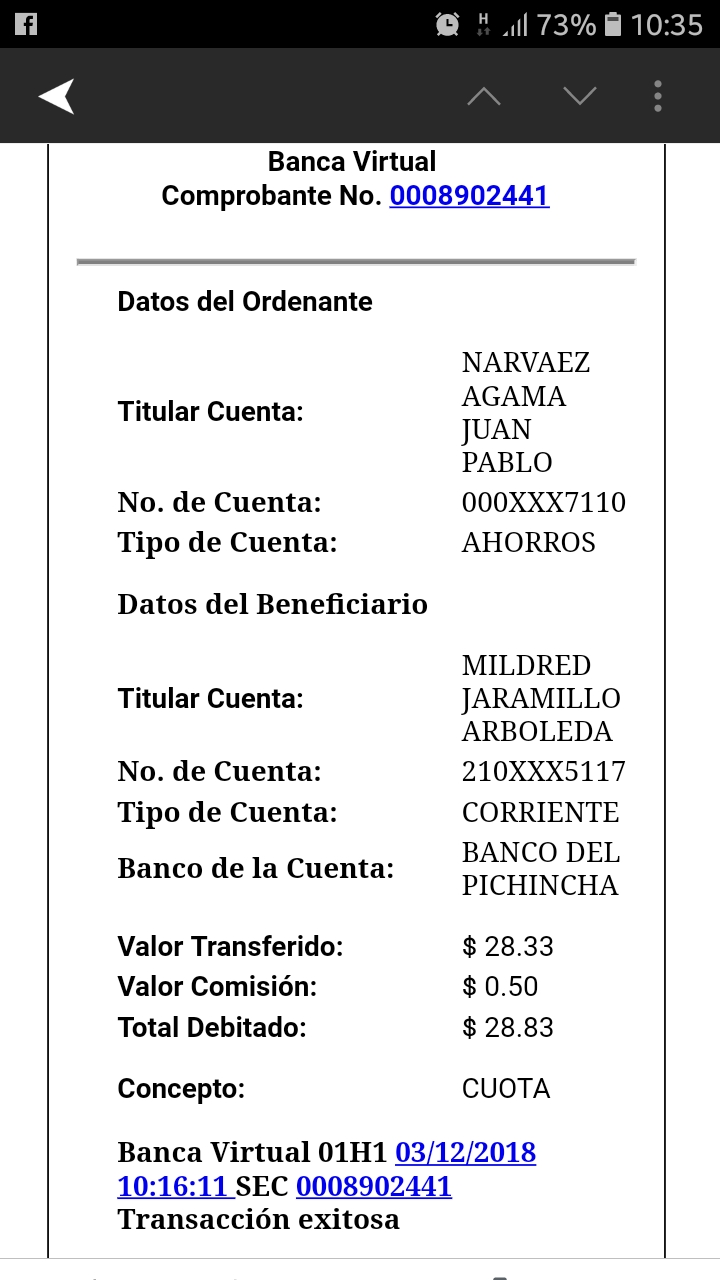 H 73% 10:35
Banca Virtual
Comprobante No. 0008902441
Datos del Ordenante
Titular Cuenta: NARVAEZ
AGAMA
JUAN
PABLO
No. de Cuenta: 000XXX7110
Tipo de Cuenta: AHORROS
Datos del Beneficiario
Titular Cuenta: MILDRED
JARAMILLO
ARBOLEDA
No. de Cuenta: 210XXX5117
Tipo de Cuenta: CORRIENTE
Banco de la Cuenta: BANCO DEL
PICHINCHA
Valor Transferido: $ 28.33
Valor Comisión: $ 0.50
Total Debitado: $ 28.83
Concepto: CUOTA
Banca Virtual 01H1 03/12/2018
10:16:11 SEC 0008902441
Transacción exitosa